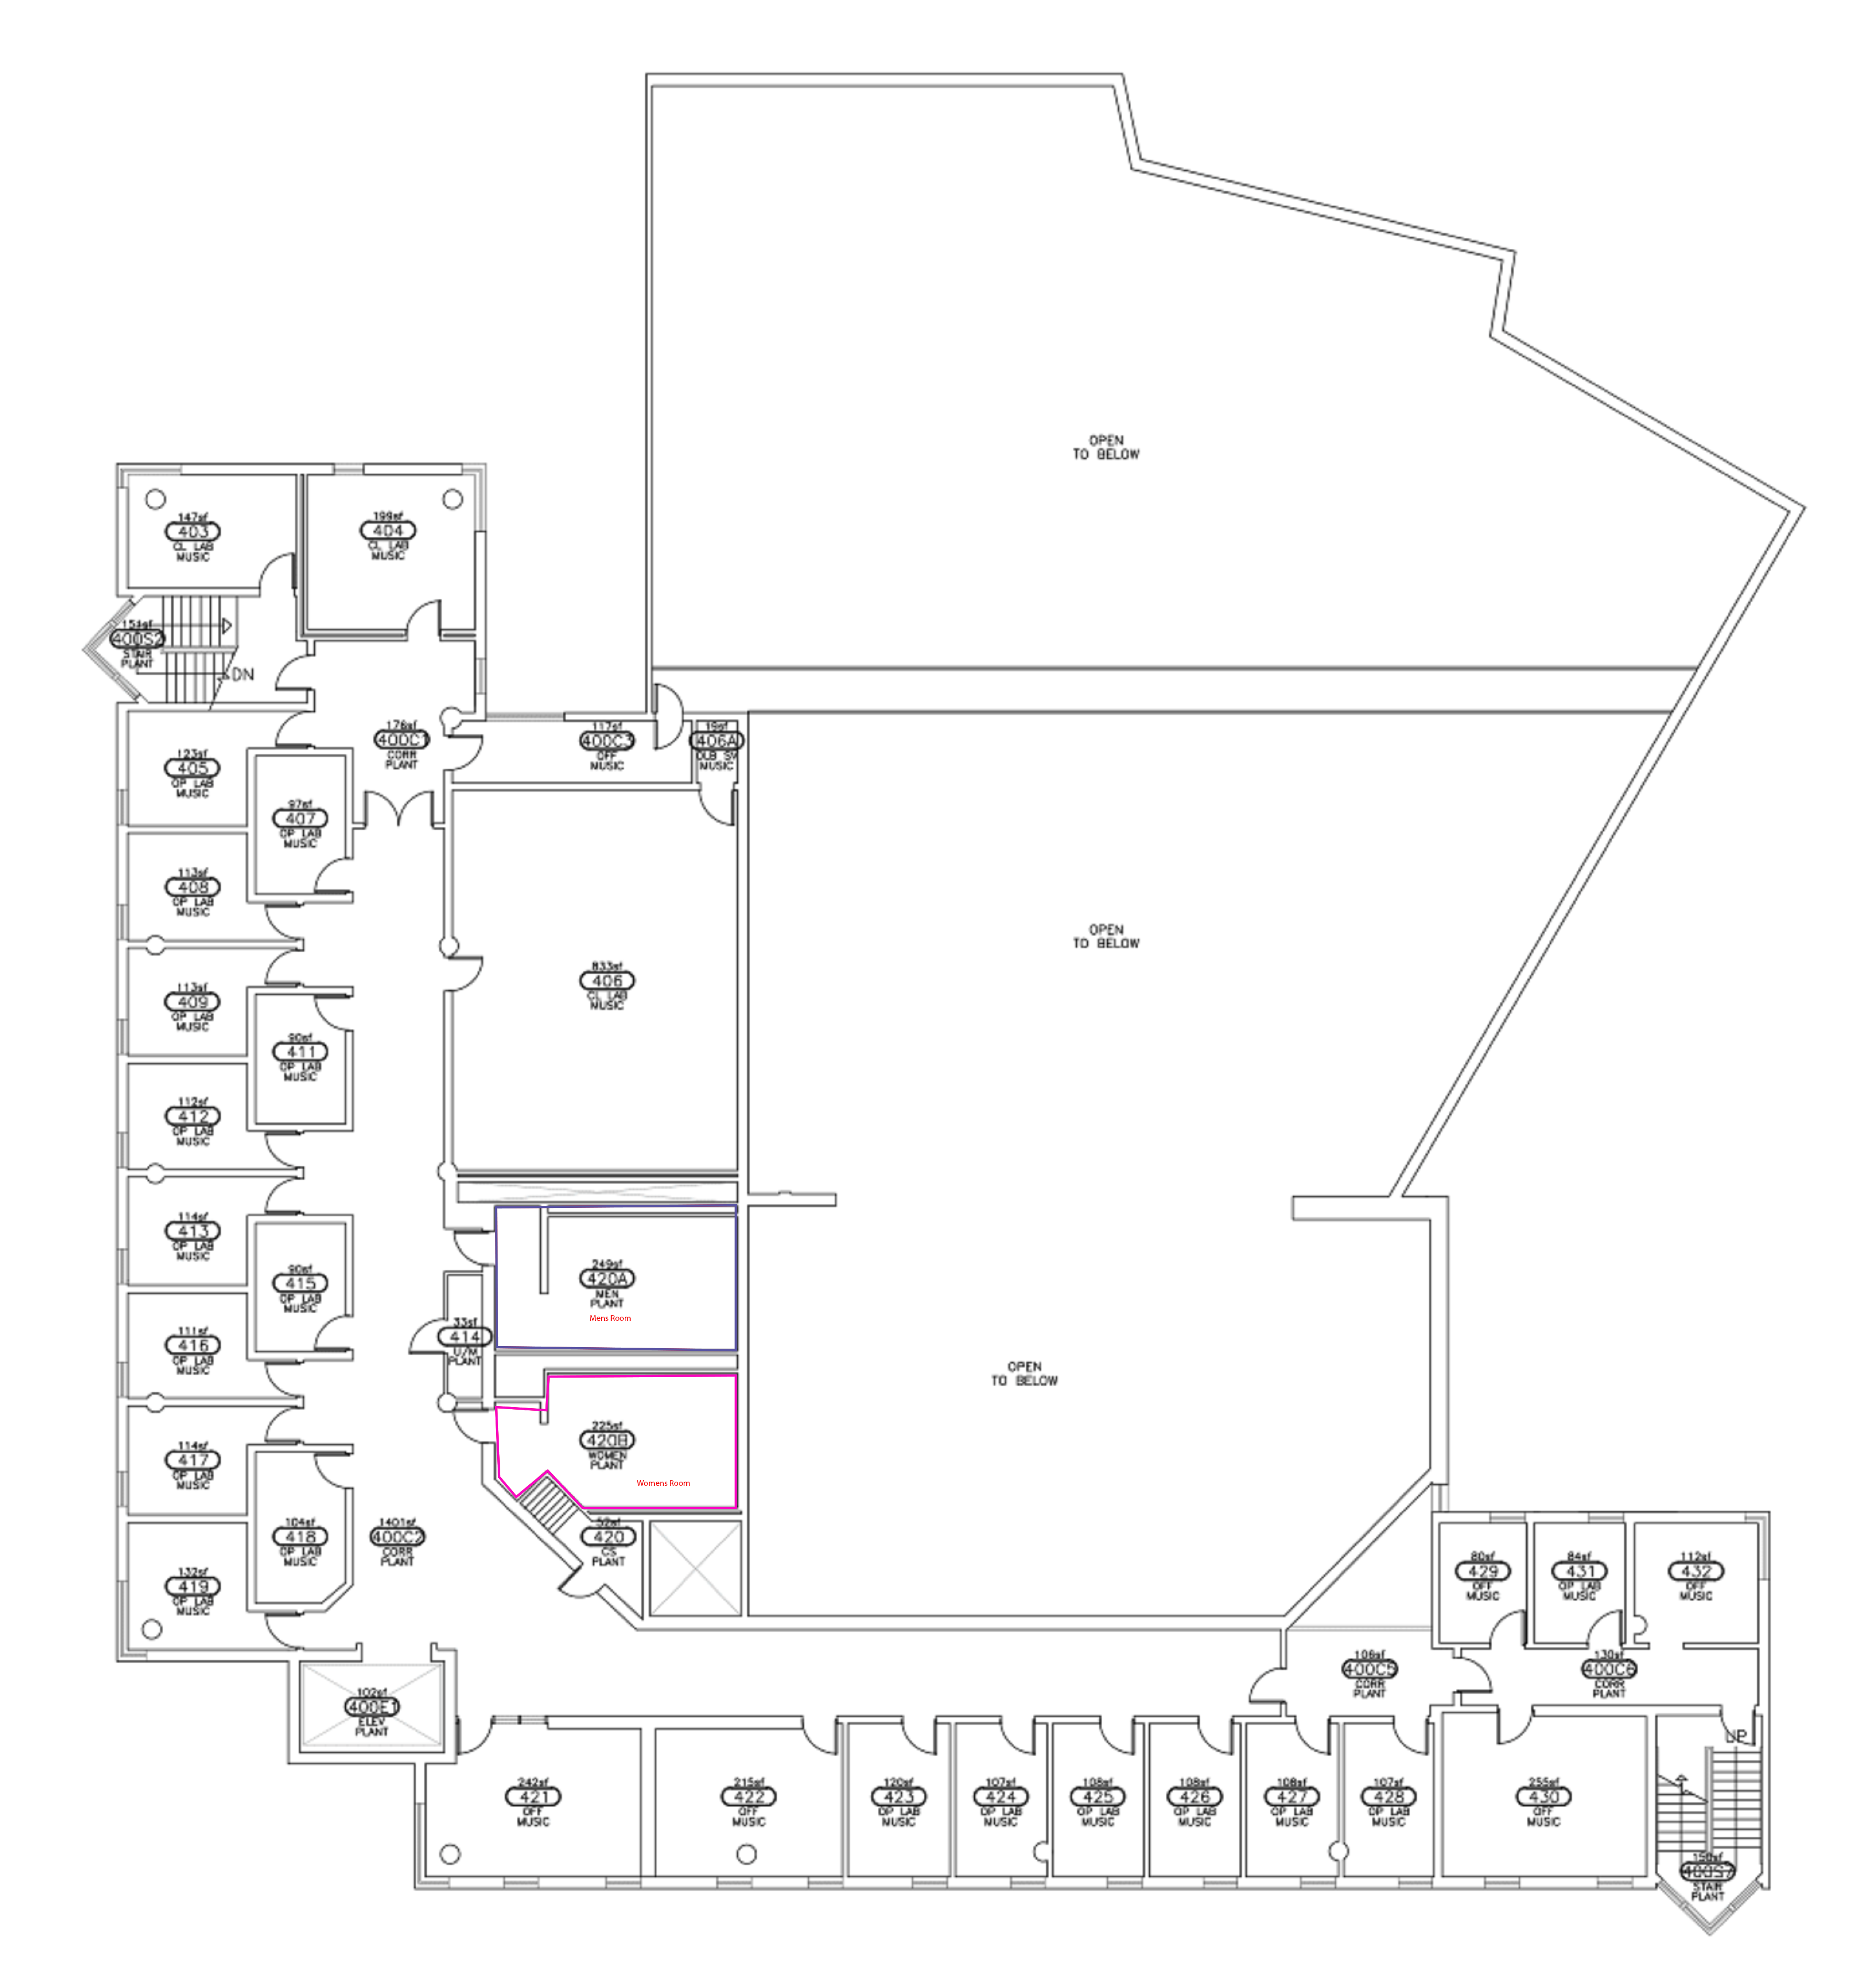 OPEN
TO BELOW
147sf
403
CL LAB
MUSIC
199sf
404
CL LAB
MUSIC
400S2
STAIR
PLANT
DN
176sf
400C1
CORR
PLANT
117sf
400C3
OFF
MUSIC
19sf
406A
MUSIC
123sf
405
OP LAB
MUSIC
97sf
407
OP LAB
MUSIC
113sf
408
OP LAB
MUSIC
OPEN
TO BELOW
833sf
406
CL LAB
MUSIC
113sf
409
OP LAB
MUSIC
90sf
411
OP LAB
MUSIC
112sf
412
OP LAB
MUSIC
114sf
413
OP LAB
MUSIC
90sf
415
OP LAB
MUSIC
249sf
420A
MEN
PLANT
Mens Room
33sf
414
U/M
PLANT
111sf
416
OP LAB
MUSIC
OPEN
TO BELOW
225sf
420B
WOMEN
PLANT
Womens Room
114sf
417
OP LAB
MUSIC
104sf
418
OP LAB
MUSIC
1401sf
400C2
CORR
PLANT
52sf
420
CS
PLANT
132sf
419
OP LAB
MUSIC
80sf
429
OFF
MUSIC
84sf
431
OP LAB
MUSIC
112sf
432
OFF
MUSIC
106sf
400C5
CORR
PLANT
130sf
400C6
CORR
PLANT
102sf
400E1
ELEV
PLANT
UP
242sf
421
OFF
MUSIC
215sf
422
OFF
MUSIC
120sf
423
OP LAB
MUSIC
107sf
424
OP LAB
MUSIC
108sf
425
OP LAB
MUSIC
108sf
426
OP LAB
MUSIC
108sf
427
OP LAB
MUSIC
107sf
428
OP LAB
MUSIC
255sf
430
OFF
MUSIC
STAIR
PLANT